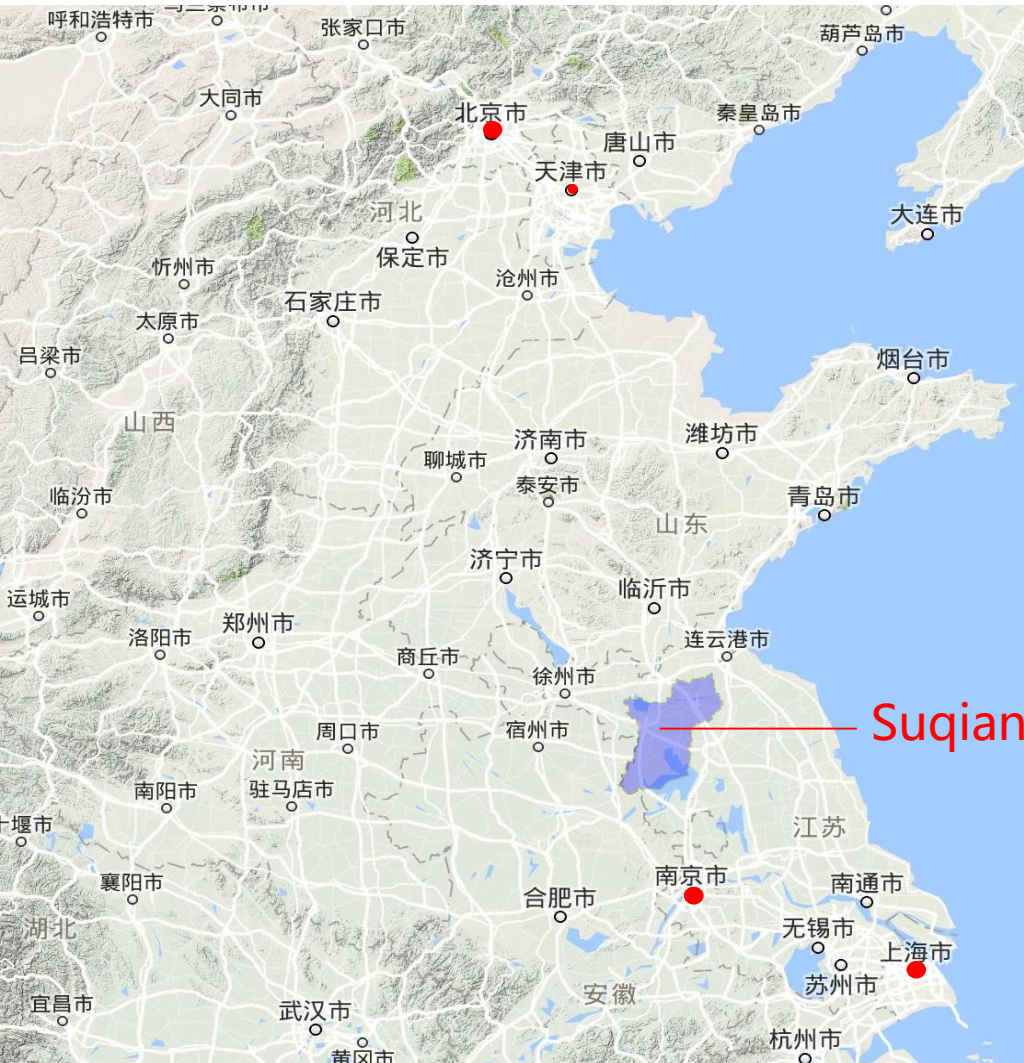 呼和浩特市
张家口市
葫芦岛市
大同市
北京市
秦皇岛市
唐山市
天津市
河北
大连市
保定市
忻州市
沧州市
石家庄市
太原市
吕梁市
烟台市
山西
济南市
潍坊市
聊城市
泰安市
临汾市
青岛市
山东
济宁市
临沂市
运城市
郑州市
洛阳市
连云港市
商丘市
徐州市
Suqian
周口市
宿州市
河南
南阳市
驻马店市
十堰市
江苏
南京市
襄阳市
合肥市
南通市
湖北
无锡市
上海市
苏州市
安徽
宜昌市
武汉市
杭州市
黄冈市